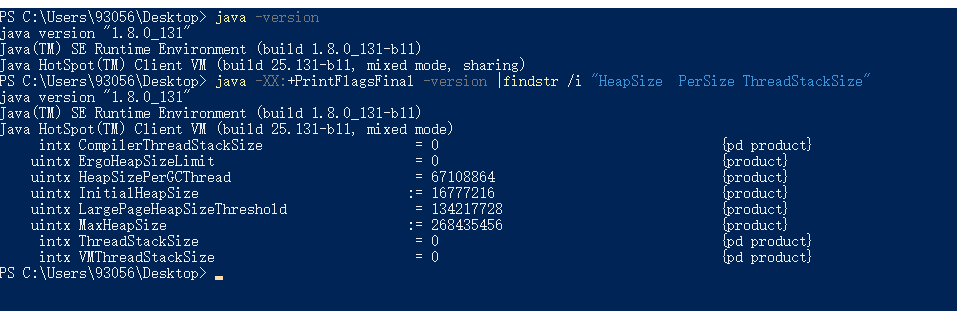 PS C:\Users\93056\Desktop> java -version
java version "1.8.0_131"
Java(TM) SE Runtime Environment (build 1.8.0_131-b11)
Java HotSpot(TM) Client VM (build 25.131-b11, mixed mode, sharing)
PS C:\Users\93056\Desktop> java -XX:+PrintFlagsFinal -version |findstr /i "HeapSize  PerSize ThreadStackSize"
java version "1.8.0_131"
Java(TM) SE Runtime Environment (build 1.8.0_131-b11)
Java HotSpot(TM) Client VM (build 25.131-b11, mixed mode)
intx CompilerThreadStackSize = 0 {pd product}
uintx ErgoHeapSizeLimit = 0 {product}
uintx HeapSizePerGCThread = 67108864 {product}
uintx InitialHeapSize := 16777216 {product}
uintx LargePageHeapSizeThreshold = 134217728 {product}
uintx MaxHeapSize := 268435456 {product}
intx ThreadStackSize = 0 {pd product}
intx VMThreadStackSize = 0 {pd product}
PS C:\Users\93056\Desktop>